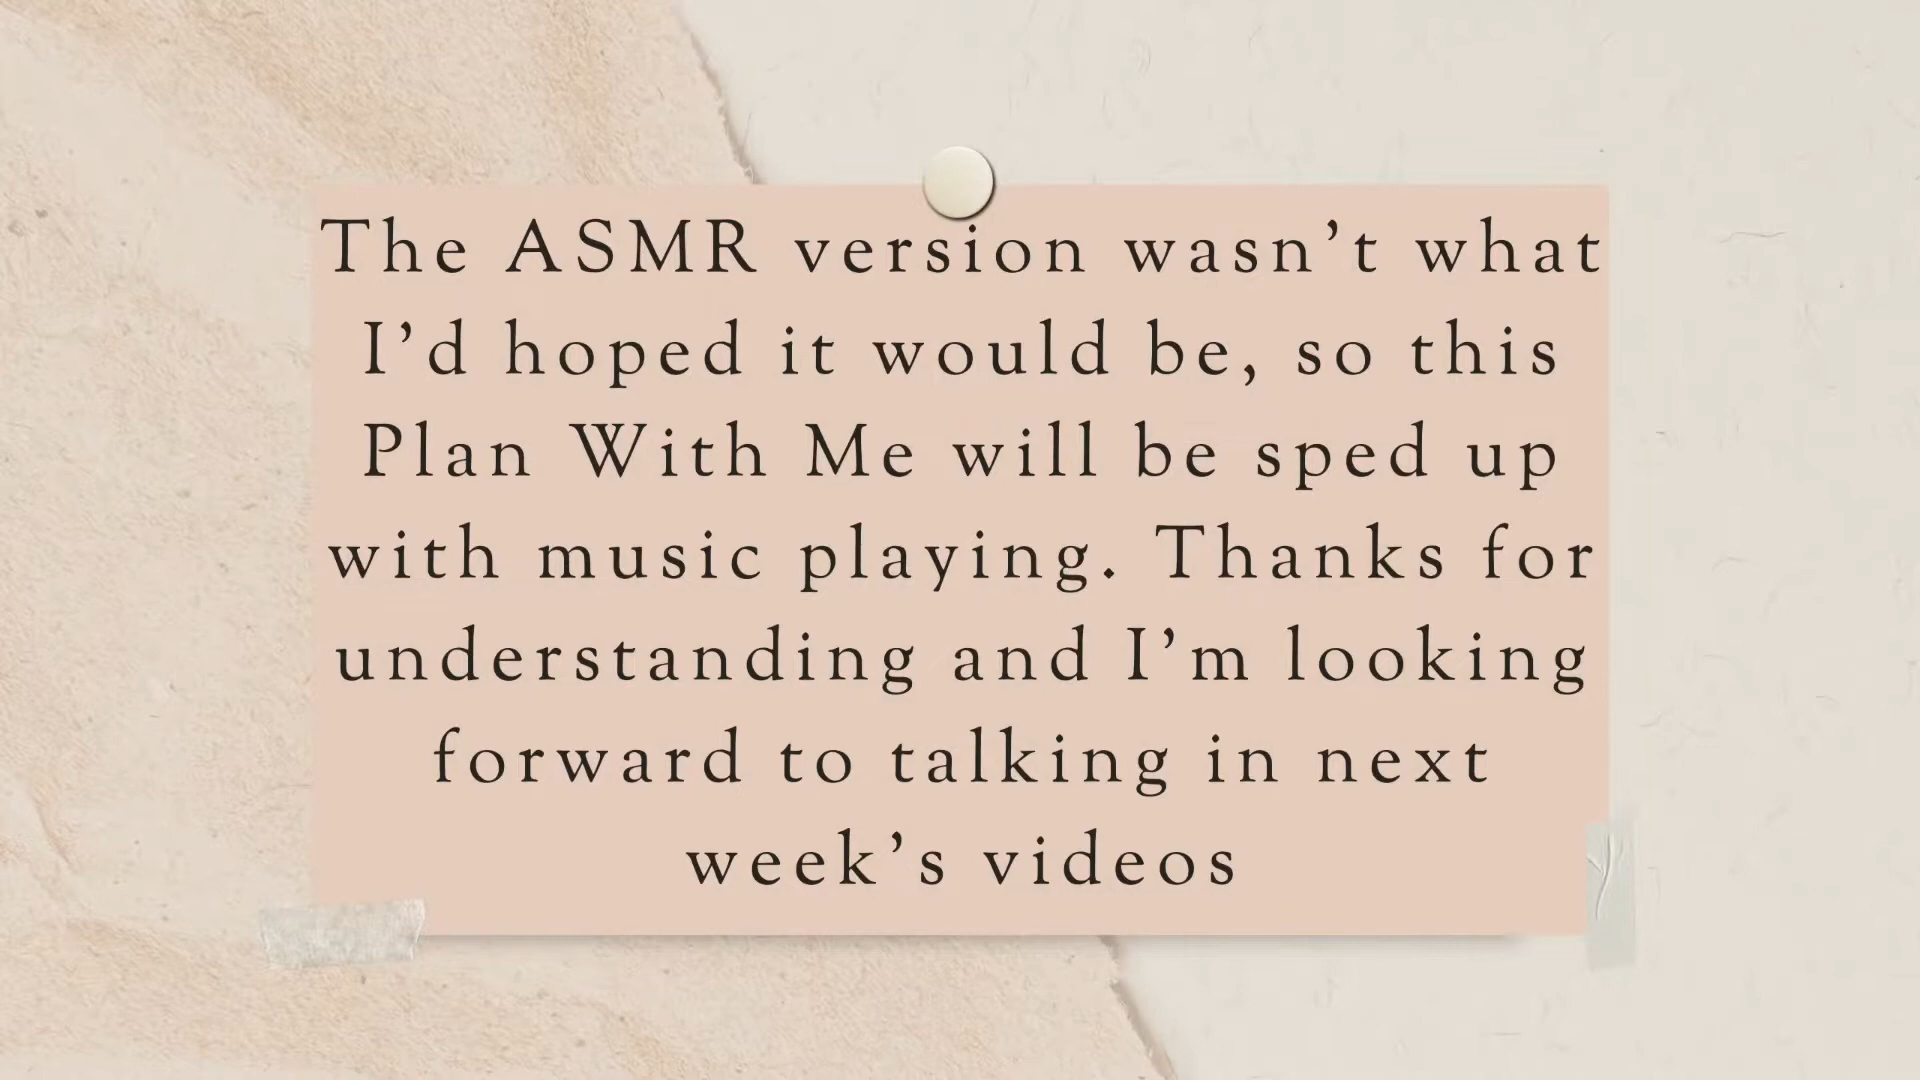 The ASMR version wasn’t what
I’d hoped it would be, so this
Plan With Me will be sped up
with music playing. Thanks for
understanding and I’m looking
forward to talking in next
week’s videos